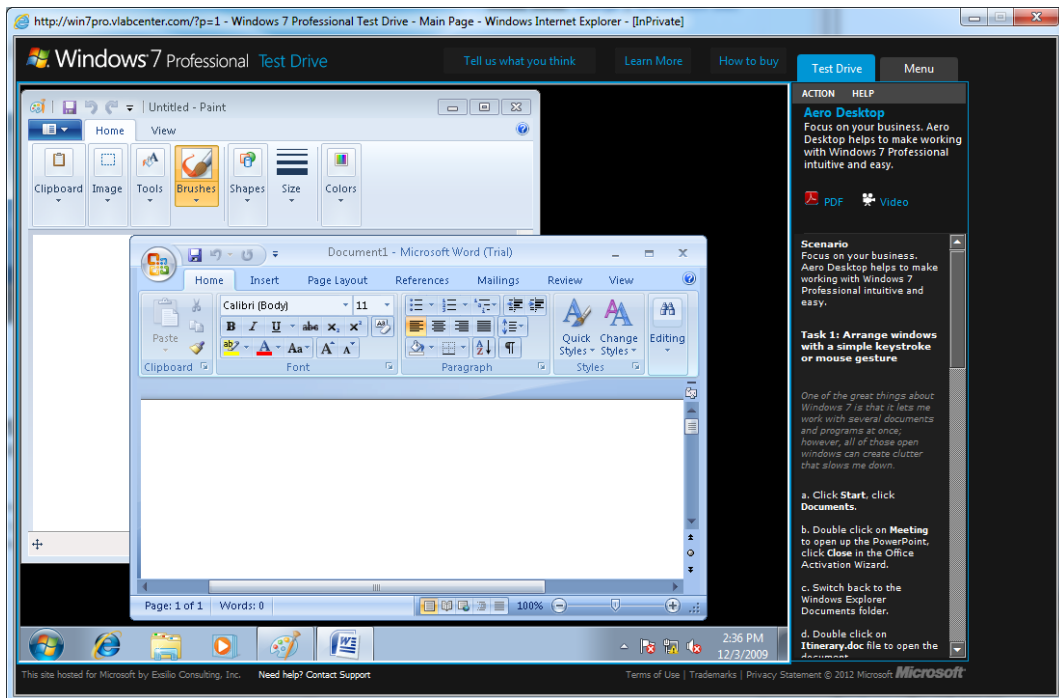 http://win7pro.vlabcenter.com/?p=1 - Windows 7 Professional Test Drive - Main Page - Windows Internet Explorer - [InPrivate]
Windows 7 Professional Test Drive
Tell us what you think
Learn More
How to buy
Test Drive
Menu
ACTION HELP
Aero Desktop
Focus on your business. Aero
Desktop helps to make working
with Windows 7 Professional
intuitive and easy.
PDF
Video
Untitled - Paint
Home
View
Clipboard
Image
Tools
Brushes
Shapes
Size
Colors
Document1 - Microsoft Word (Trial)
Home
Insert
Page Layout
References
Mailings
Review
View
Paste
Clipboard
Calibri (Body)
11
B I U abe x₂ x²
ab A Aa A A
Font
Paragraph
Quick
Styles
Change
Styles
Styles
Editing
Page: 1 of 1
Words: 0
100%
2:36 PM
12/3/2009
Scenario
Focus on your business.
Aero Desktop helps to make
working with Windows 7
Professional intuitive and
easy.
Task 1: Arrange windows
with a simple keystroke
or mouse gesture
One of the great things about
Windows 7 is that it lets me
work with several documents
and programs at once;
however, all of those open
windows can create clutter
that slows me down.
a. Click Start, click
Documents.
b. Double click on Meeting
to open up the PowerPoint,
click Close in the Office
Activation Wizard.
c. Switch back to the
Windows Explorer
Documents folder.
d. Double click on
Itinerary.doc file to open the
document
This site hosted for Microsoft by Exsilio Consulting, Inc.
Need help? Contact Support
Terms of Use | Trademarks | Privacy Statement © 2012 Microsoft Microsoft